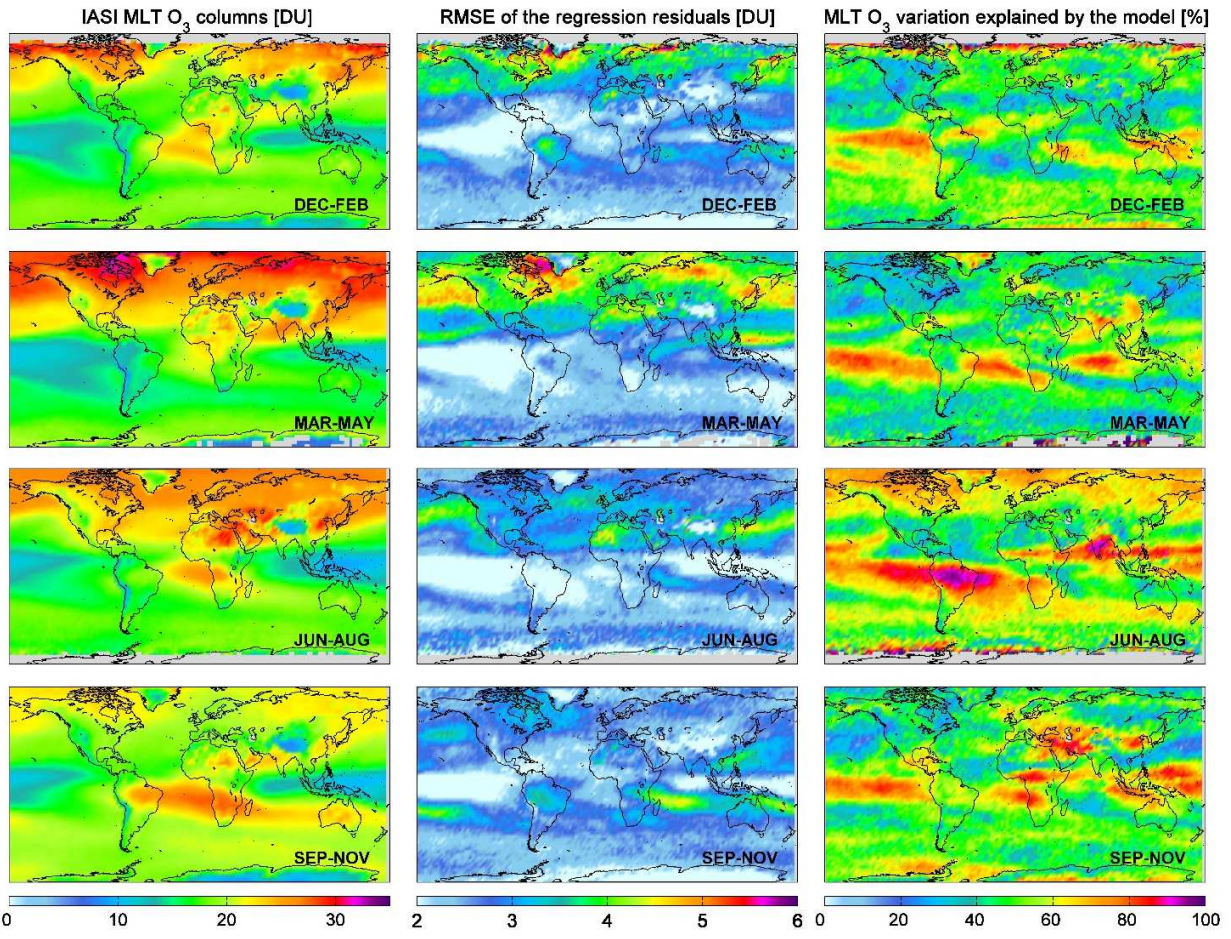 IASI MLT O₃ columns [DU]
RMSE of the regression residuals [DU]
MLT O₃ variation explained by the model [%]
DEC-FEB
DEC-FEB
DEC-FEB
MAR-MAY
MAR-MAY
MAR-MAY
JUN-AUG
JUN-AUG
JUN-AUG
SEP-NOV
SEP-NOV
SEP-NOV
0 10 20 30
2 3 4 5 6
0 20 40 60 80 100